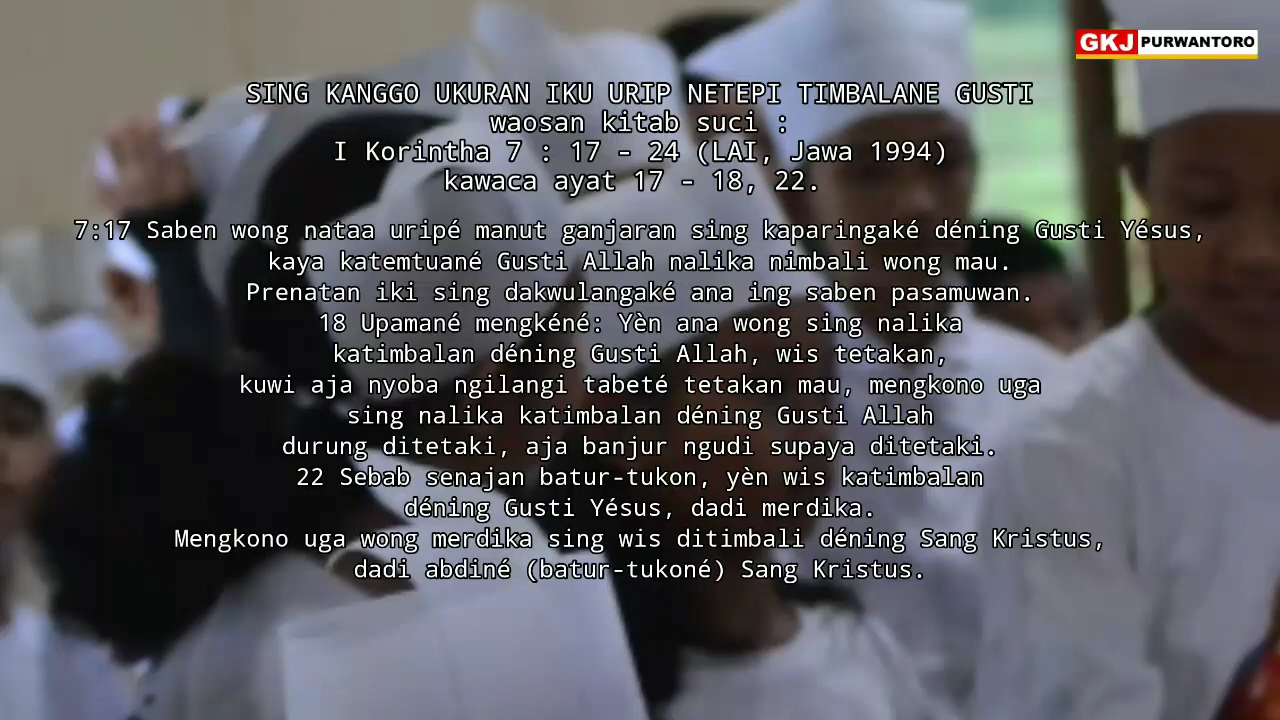 GKJ PURWANTORO
SING KANGGO UKURAN IKU URIP NETEPI TIMBALANE GUSTI
waosan kitab suci :
I Korintha 7 : 17 – 24 (LAI, Jawa 1994)
kawaca ayat 17 – 18, 22.
7:17 Saben wong nataa uripé manut ganjaran sing kaparingaké déning Gusti Yésus,
kaya katemtuané Gusti Allah nalika nimbali wong mau.
Prenatan iki sing dakwulangaké ana ing saben pasamuwan.
18 Upamané mengkéné: Yèn ana wong sing nalika
katimbalan déning Gusti Allah, wis tetakan,
kuwi aja nyoba ngilangi tabeté tetakan mau, mengkono uga
sing nalika katimbalan déning Gusti Allah
durung ditetaki, aja banjur ngudi supaya ditetaki.
22 Sebab senajan batur-tukon, yèn wis katimbalan
déning Gusti Yésus, dadi merdika.
Mengkono uga wong merdika sing wis ditimbali déning Sang Kristus,
dadi abdiné (batur-tukoné) Sang Kristus.